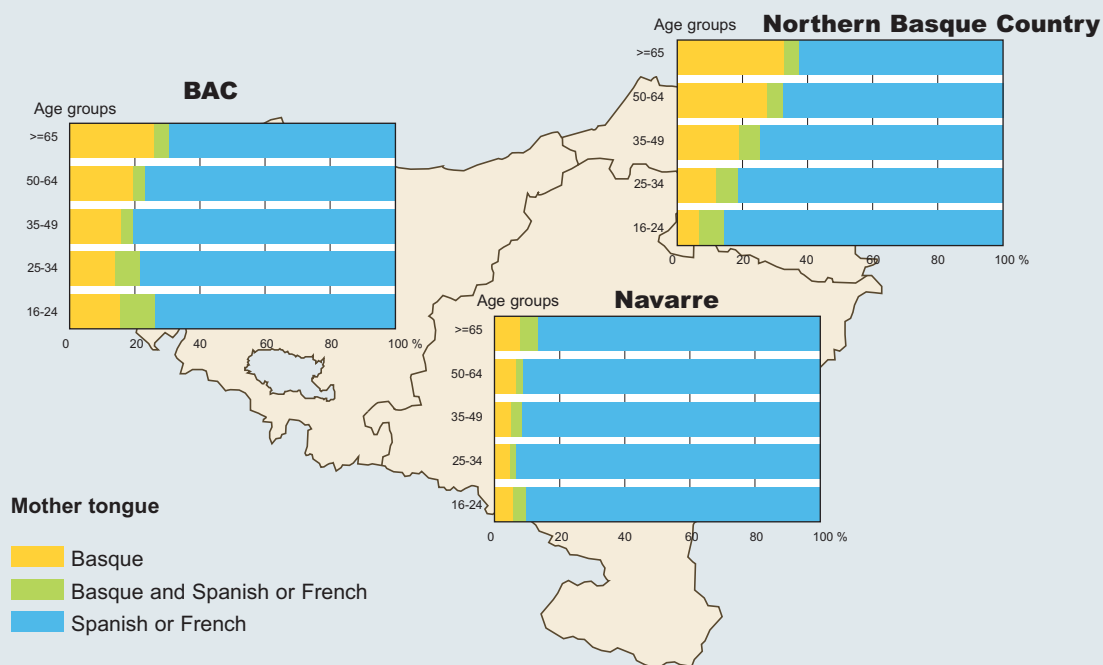 Northern Basque Country
Age groups
>=65
50-64
35-49
25-34
16-24
0 20 40 60 80 100 %
BAC
Age groups
>=65
50-64
35-49
25-34
16-24
0 20 40 60 80 100 %
Navarre
Age groups
>=65
50-64
35-49
25-34
16-24
0 20 40 60 80 100 %
Mother tongue
Basque
Basque and Spanish or French
Spanish or French